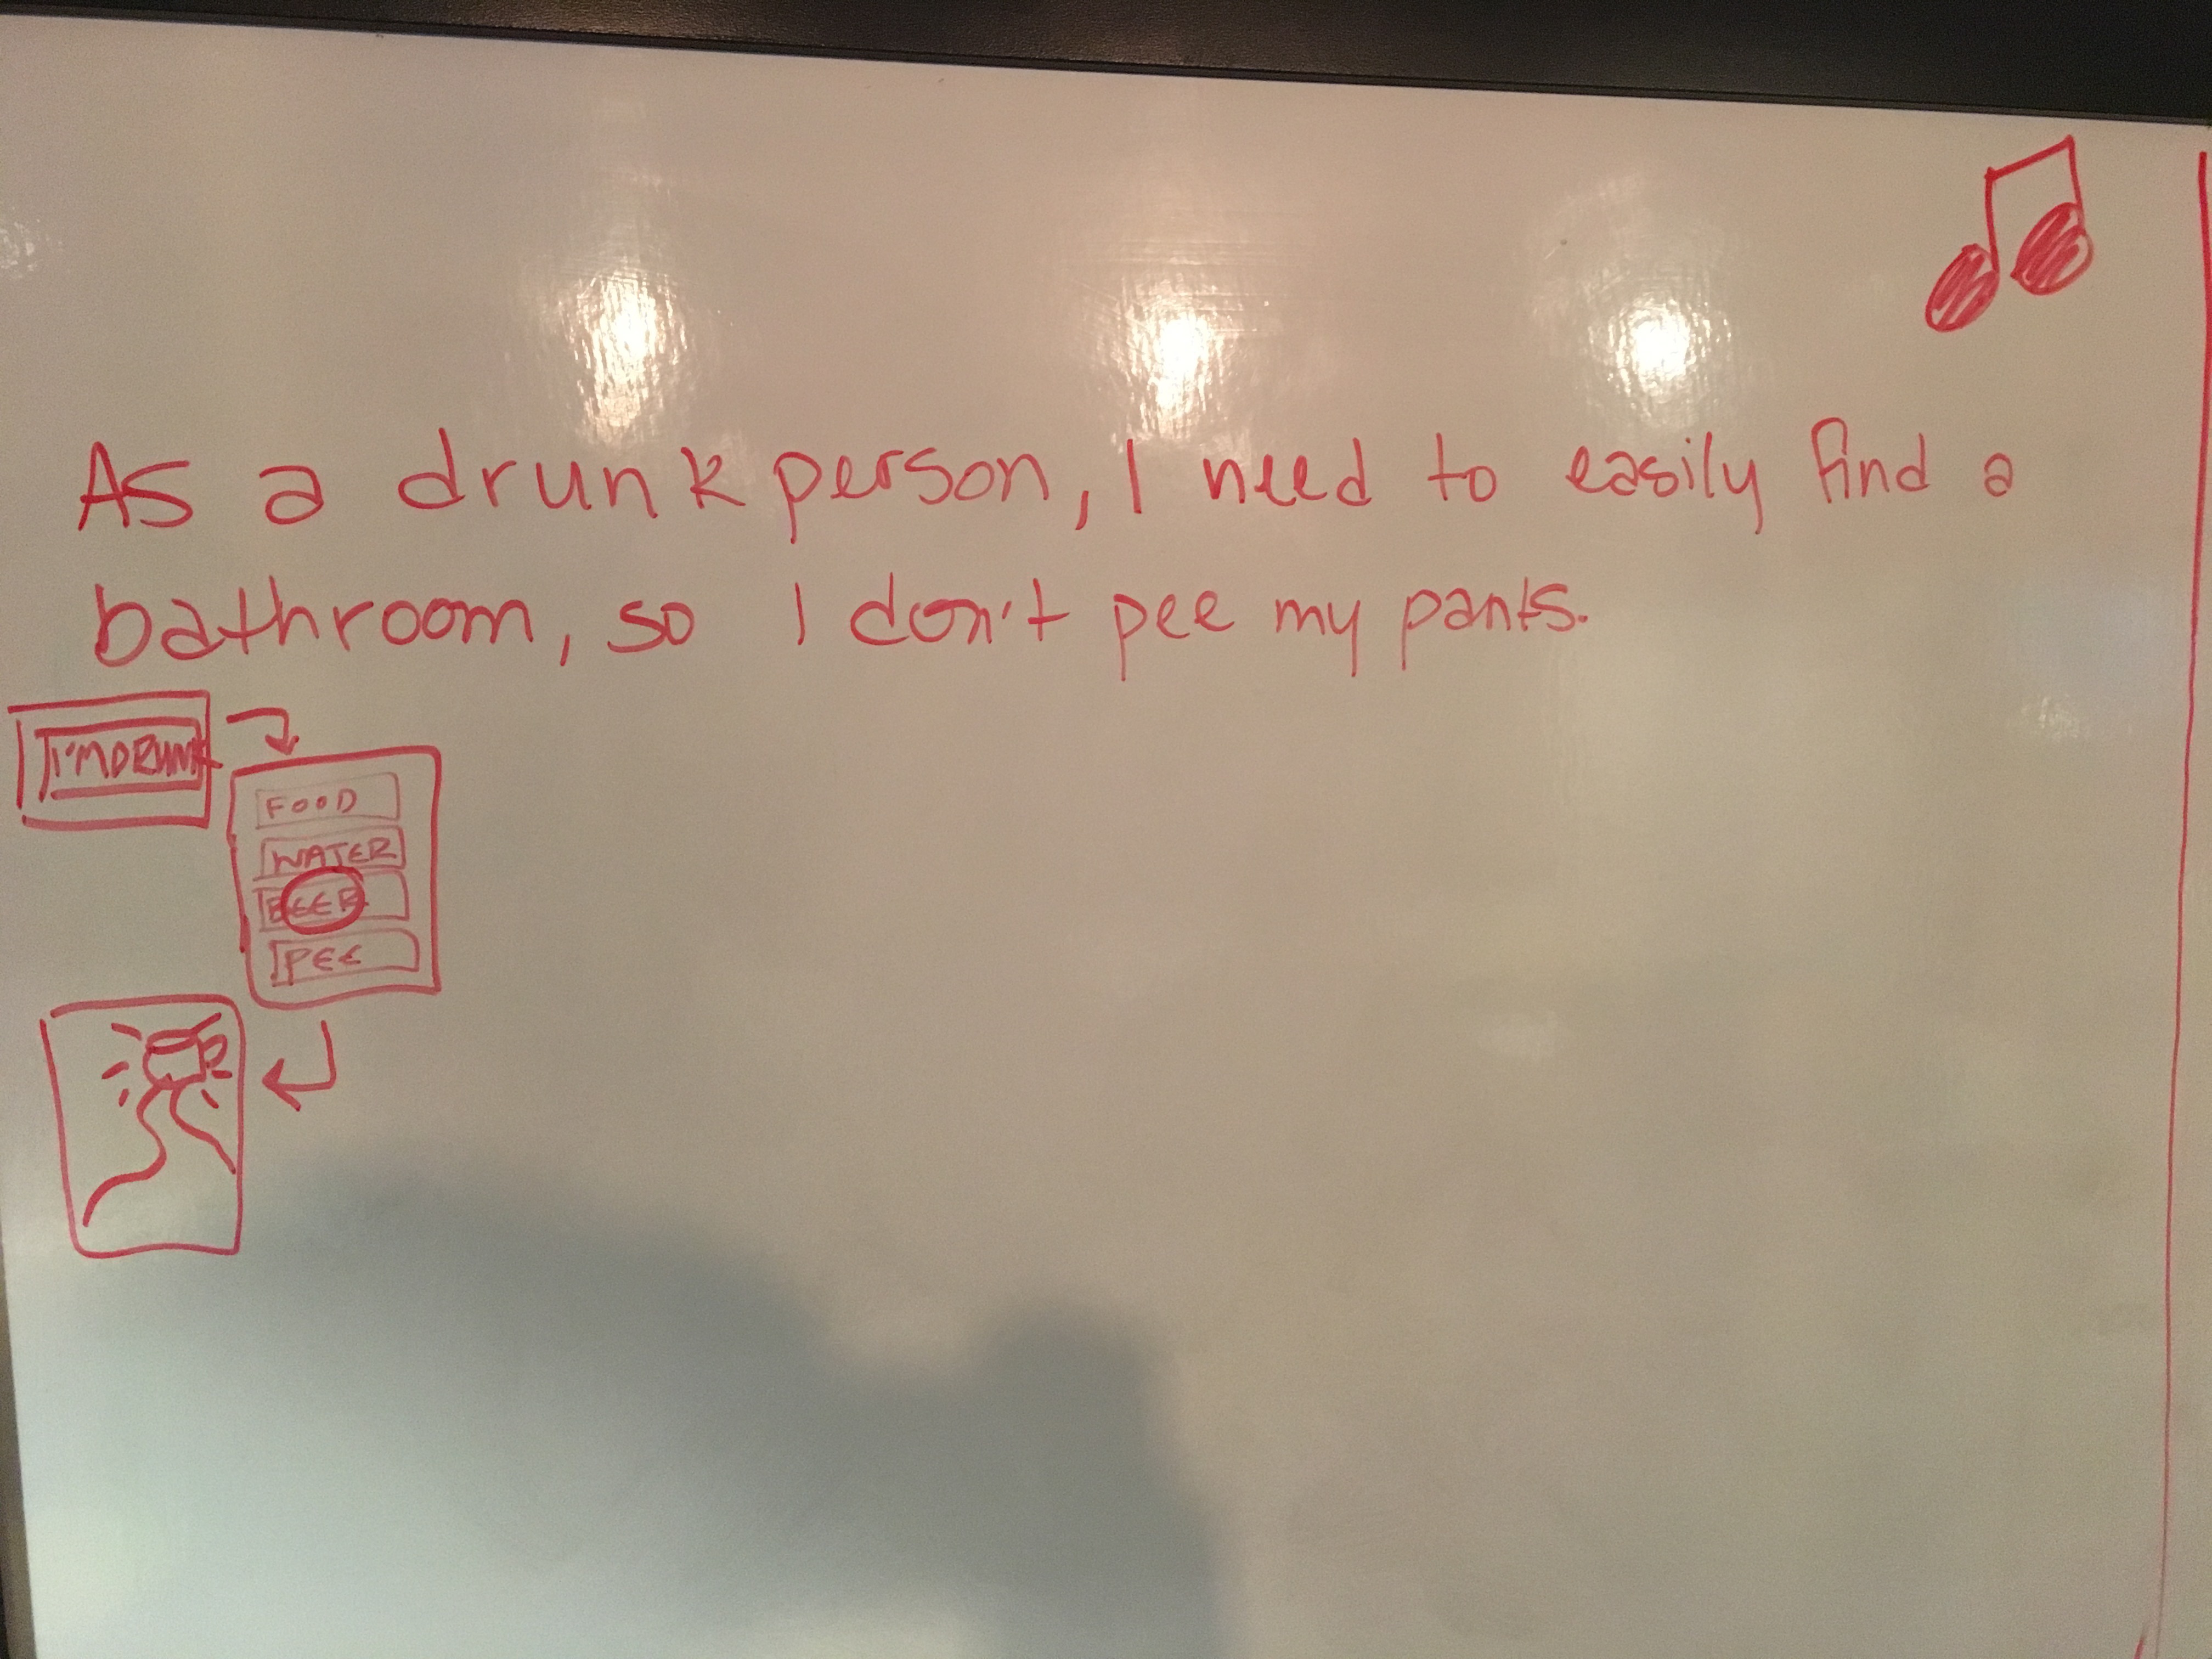 As a drunk person, I need to easily find a
bathroom, so I don't pee my pants.
I'M DRUNK
FOOD
WATER
BEER
PEE